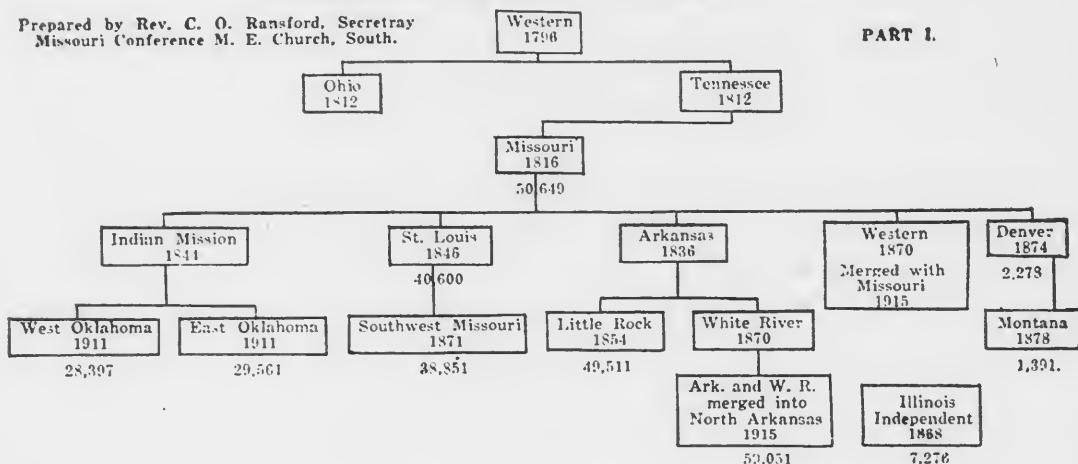 Prepared by Rev. C. O. Ransford, Secretray
Missouri Conference M. E. Church, South.
PART I.
Western
1796
Ohio
1812
Tennessee
1812
Missouri
1816
50,649
Indian Mission
1844
St. Louis
1846
40,600
Arkansas
1836
Western
1870
Merged with
Missouri
1915
Denver
1874
2,278
West Oklahoma
1911
28,397
East Oklahoma
1911
29,561
Southwest Missouri
1871
38,851
Little Rock
1854
49,511
White River
1870
Montana
1878
1,391.
Ark. and W. R.
merged into
North Arkansas
1915
50,051
Illinois
Independent
1868
7,276